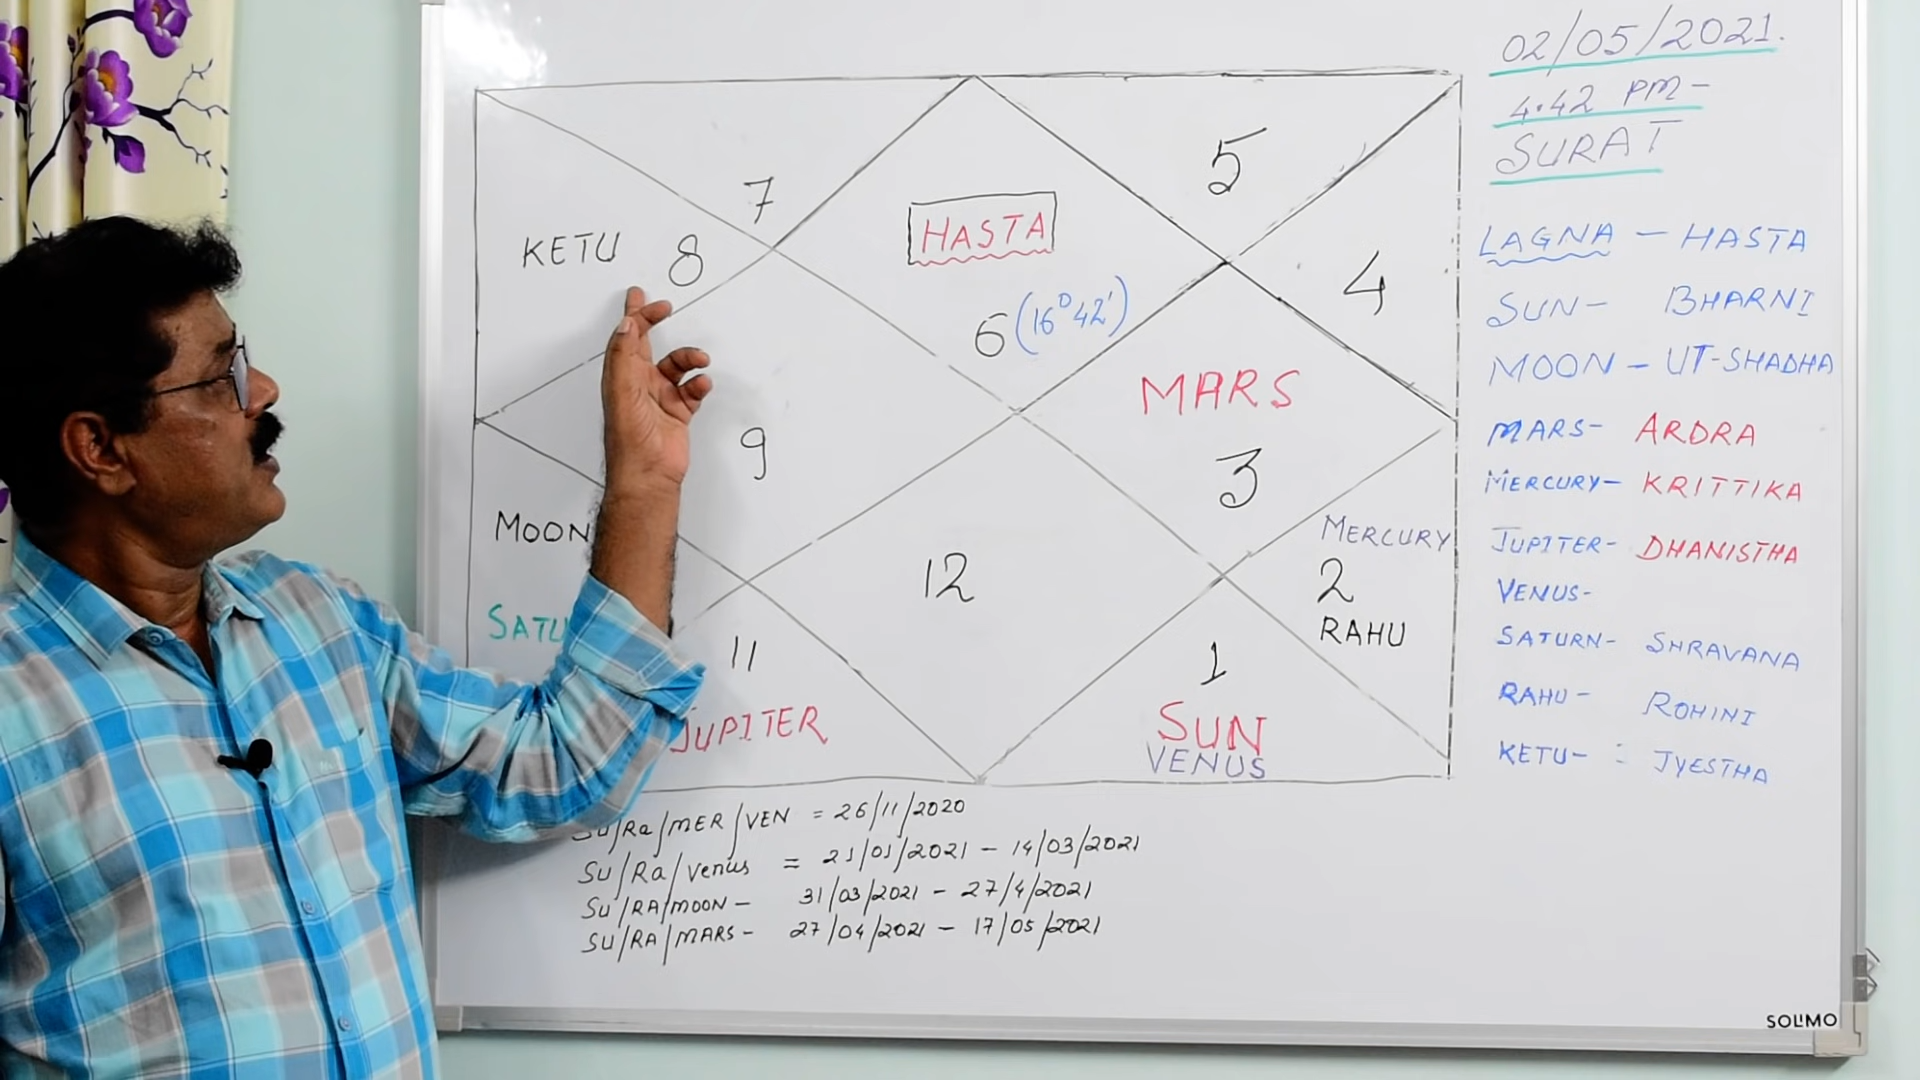 02/05/2021.
4.42 PM-
SURAT
5
7
HASTA
LAGNA - HASTA
KETU 8
4
6 (16° 42')
SUN- BHARNI
MOON - UT-SHADHA
MARS
MARS- ARDRA
9
3
MERCURY- KRITTIKA
MOON
MERCURY
JUPITER- DHANISTHA
12
2
VENUS-
SATU
RAHU
11
1
SATURN- SHRAVANA
JUPITER
SUN
VENUS
RAHU- ROHINI
KETU- : JYESTHA
SU/Ra/MER/VEN = 26/11/2020
SU/Ra/Venus = 21/01/2021 - 14/03/2021
SU/RA/MOON - 31/03/2021 - 27/4/2021
SU/RA/MARS- 27/04/2021 - 17/05/2021
SOLIMO